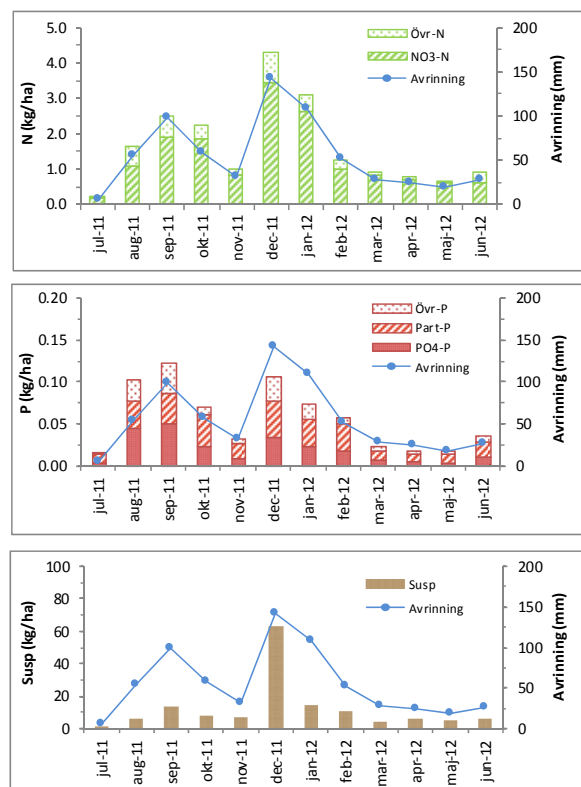 5.0
4.0
3.0
2.0
1.0
0.0
N (kg/ha)
200
150
100
50
0
Avrinning (mm)
Övr-N
NO3-N
Avrinning
jul-11
aug-11
sep-11
okt-11
nov-11
dec-11
jan-12
feb-12
mar-12
apr-12
maj-12
jun-12
0.20
0.15
0.10
0.05
0.00
P (kg/ha)
200
150
100
50
0
Avrinning (mm)
Övr-P
Part-P
PO4-P
Avrinning
jul-11
aug-11
sep-11
okt-11
nov-11
dec-11
jan-12
feb-12
mar-12
apr-12
maj-12
jun-12
100
80
60
40
20
0
Susp (kg/ha)
200
150
100
50
0
Avrinning (mm)
Susp
Avrinning
jul-11
aug-11
sep-11
okt-11
nov-11
dec-11
jan-12
feb-12
mar-12
apr-12
maj-12
jun-12